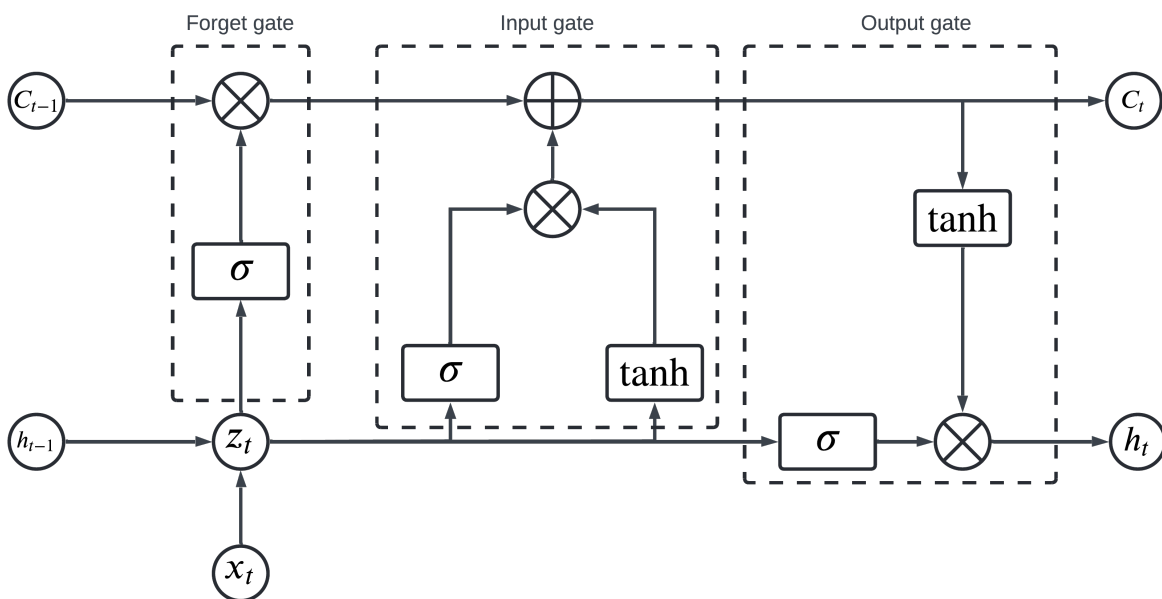 Forget gate
Input gate
Output gate
C_{t-1}
C_t
tanh
σ
σ
tanh
h_{t-1}
z_t
σ
h_t
x_t